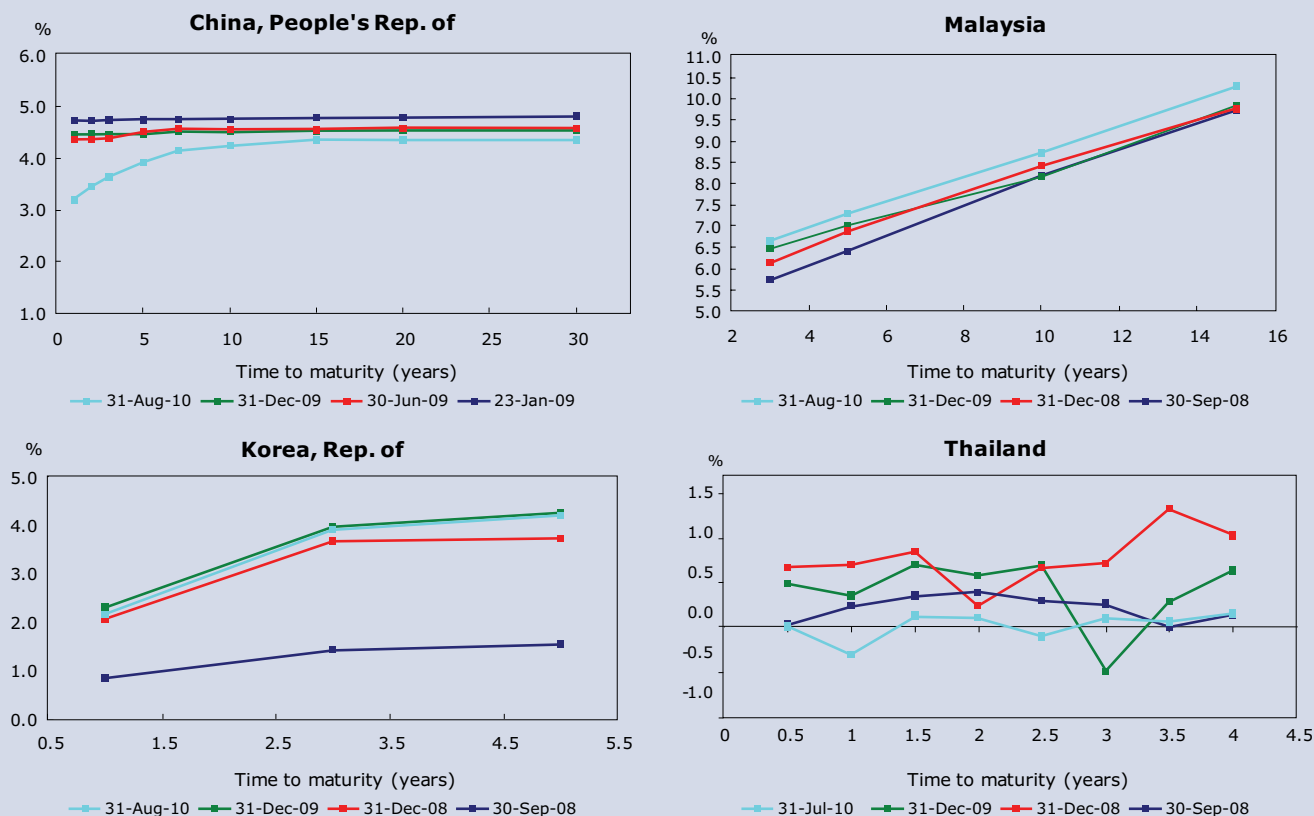 China, People's Rep. of
%
6.0
5.0
4.0
3.0
2.0
1.0
0 5 10 15 20 25 30
Time to maturity (years)
31-Aug-10 31-Dec-09 30-Jun-09 23-Jan-09
Malaysia
%
11.0
10.5
10.0
9.5
9.0
8.5
8.0
7.5
7.0
6.5
6.0
5.5
5.0
2 4 6 8 10 12 14 16
Time to maturity (years)
31-Aug-10 31-Dec-09 31-Dec-08 30-Sep-08
Korea, Rep. of
%
5.0
4.0
3.0
2.0
1.0
0.0
0.5 1.5 2.5 3.5 4.5 5.5
Time to maturity (years)
31-Aug-10 31-Dec-09 31-Dec-08 30-Sep-08
Thailand
%
1.5
1.0
0.5
0.0
-0.5
-1.0
0 0.5 1 1.5 2 2.5 3 3.5 4 4.5
Time to maturity (years)
31-Jul-10 31-Dec-09 31-Dec-08 30-Sep-08